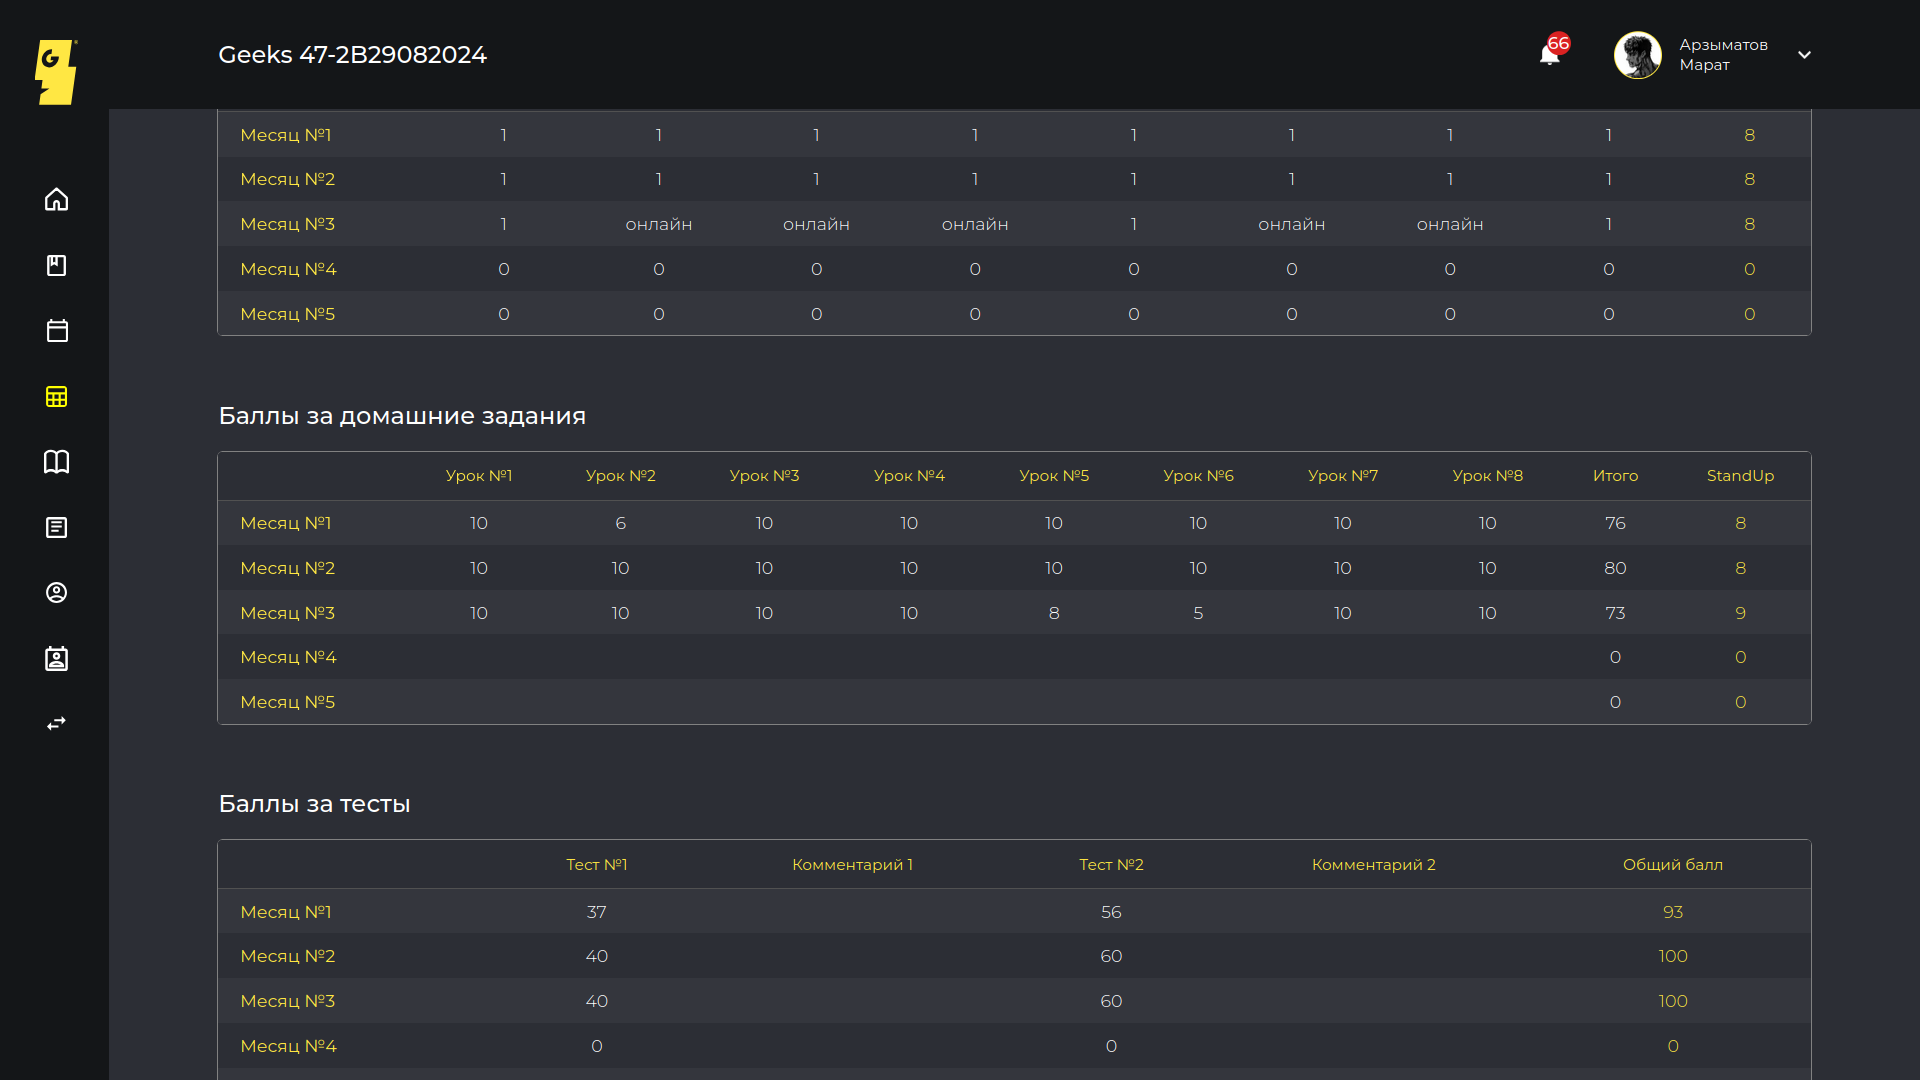 Geeks 47-2B29082024
66
Арзыматов
Марат
Месяц №1 1 1 1 1 1 1 1 1 8
Месяц №2 1 1 1 1 1 1 1 1 8
Месяц №3 1 онлайн онлайн онлайн 1 онлайн онлайн 1 8
Месяц №4 0 0 0 0 0 0 0 0 0
Месяц №5 0 0 0 0 0 0 0 0 0
Баллы за домашние задания
Урок №1 Урок №2 Урок №3 Урок №4 Урок №5 Урок №6 Урок №7 Урок №8 Итого StandUp
Месяц №1 10 6 10 10 10 10 10 10 76 8
Месяц №2 10 10 10 10 10 10 10 10 80 8
Месяц №3 10 10 10 10 8 5 10 10 73 9
Месяц №4 0 0
Месяц №5 0 0
Баллы за тесты
Тест №1 Комментарий 1 Тест №2 Комментарий 2 Общий балл
Месяц №1 37 56 93
Месяц №2 40 60 100
Месяц №3 40 60 100
Месяц №4 0 0 0